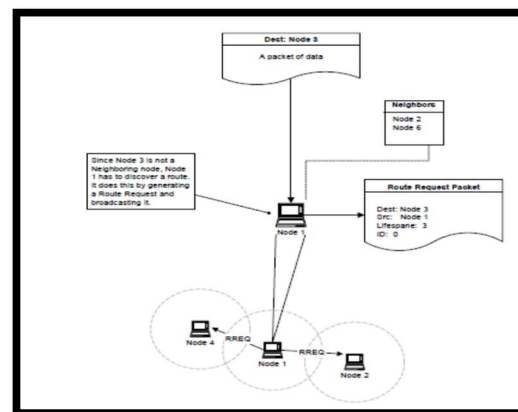 Dest: Node 3
A packet of data
Neighbors
Node 2
Node 6
Since Node 3 is not a
Neighboring node, Node
1 has to discover a route.
It does this by generating
a Route Request and
broadcasting it.
Route Request Packet
Dest: Node 3
Src: Node 1
Lifespane: 3
ID: 0
Node 1
RREQ
RREQ
Node 4
Node 1
Node 2